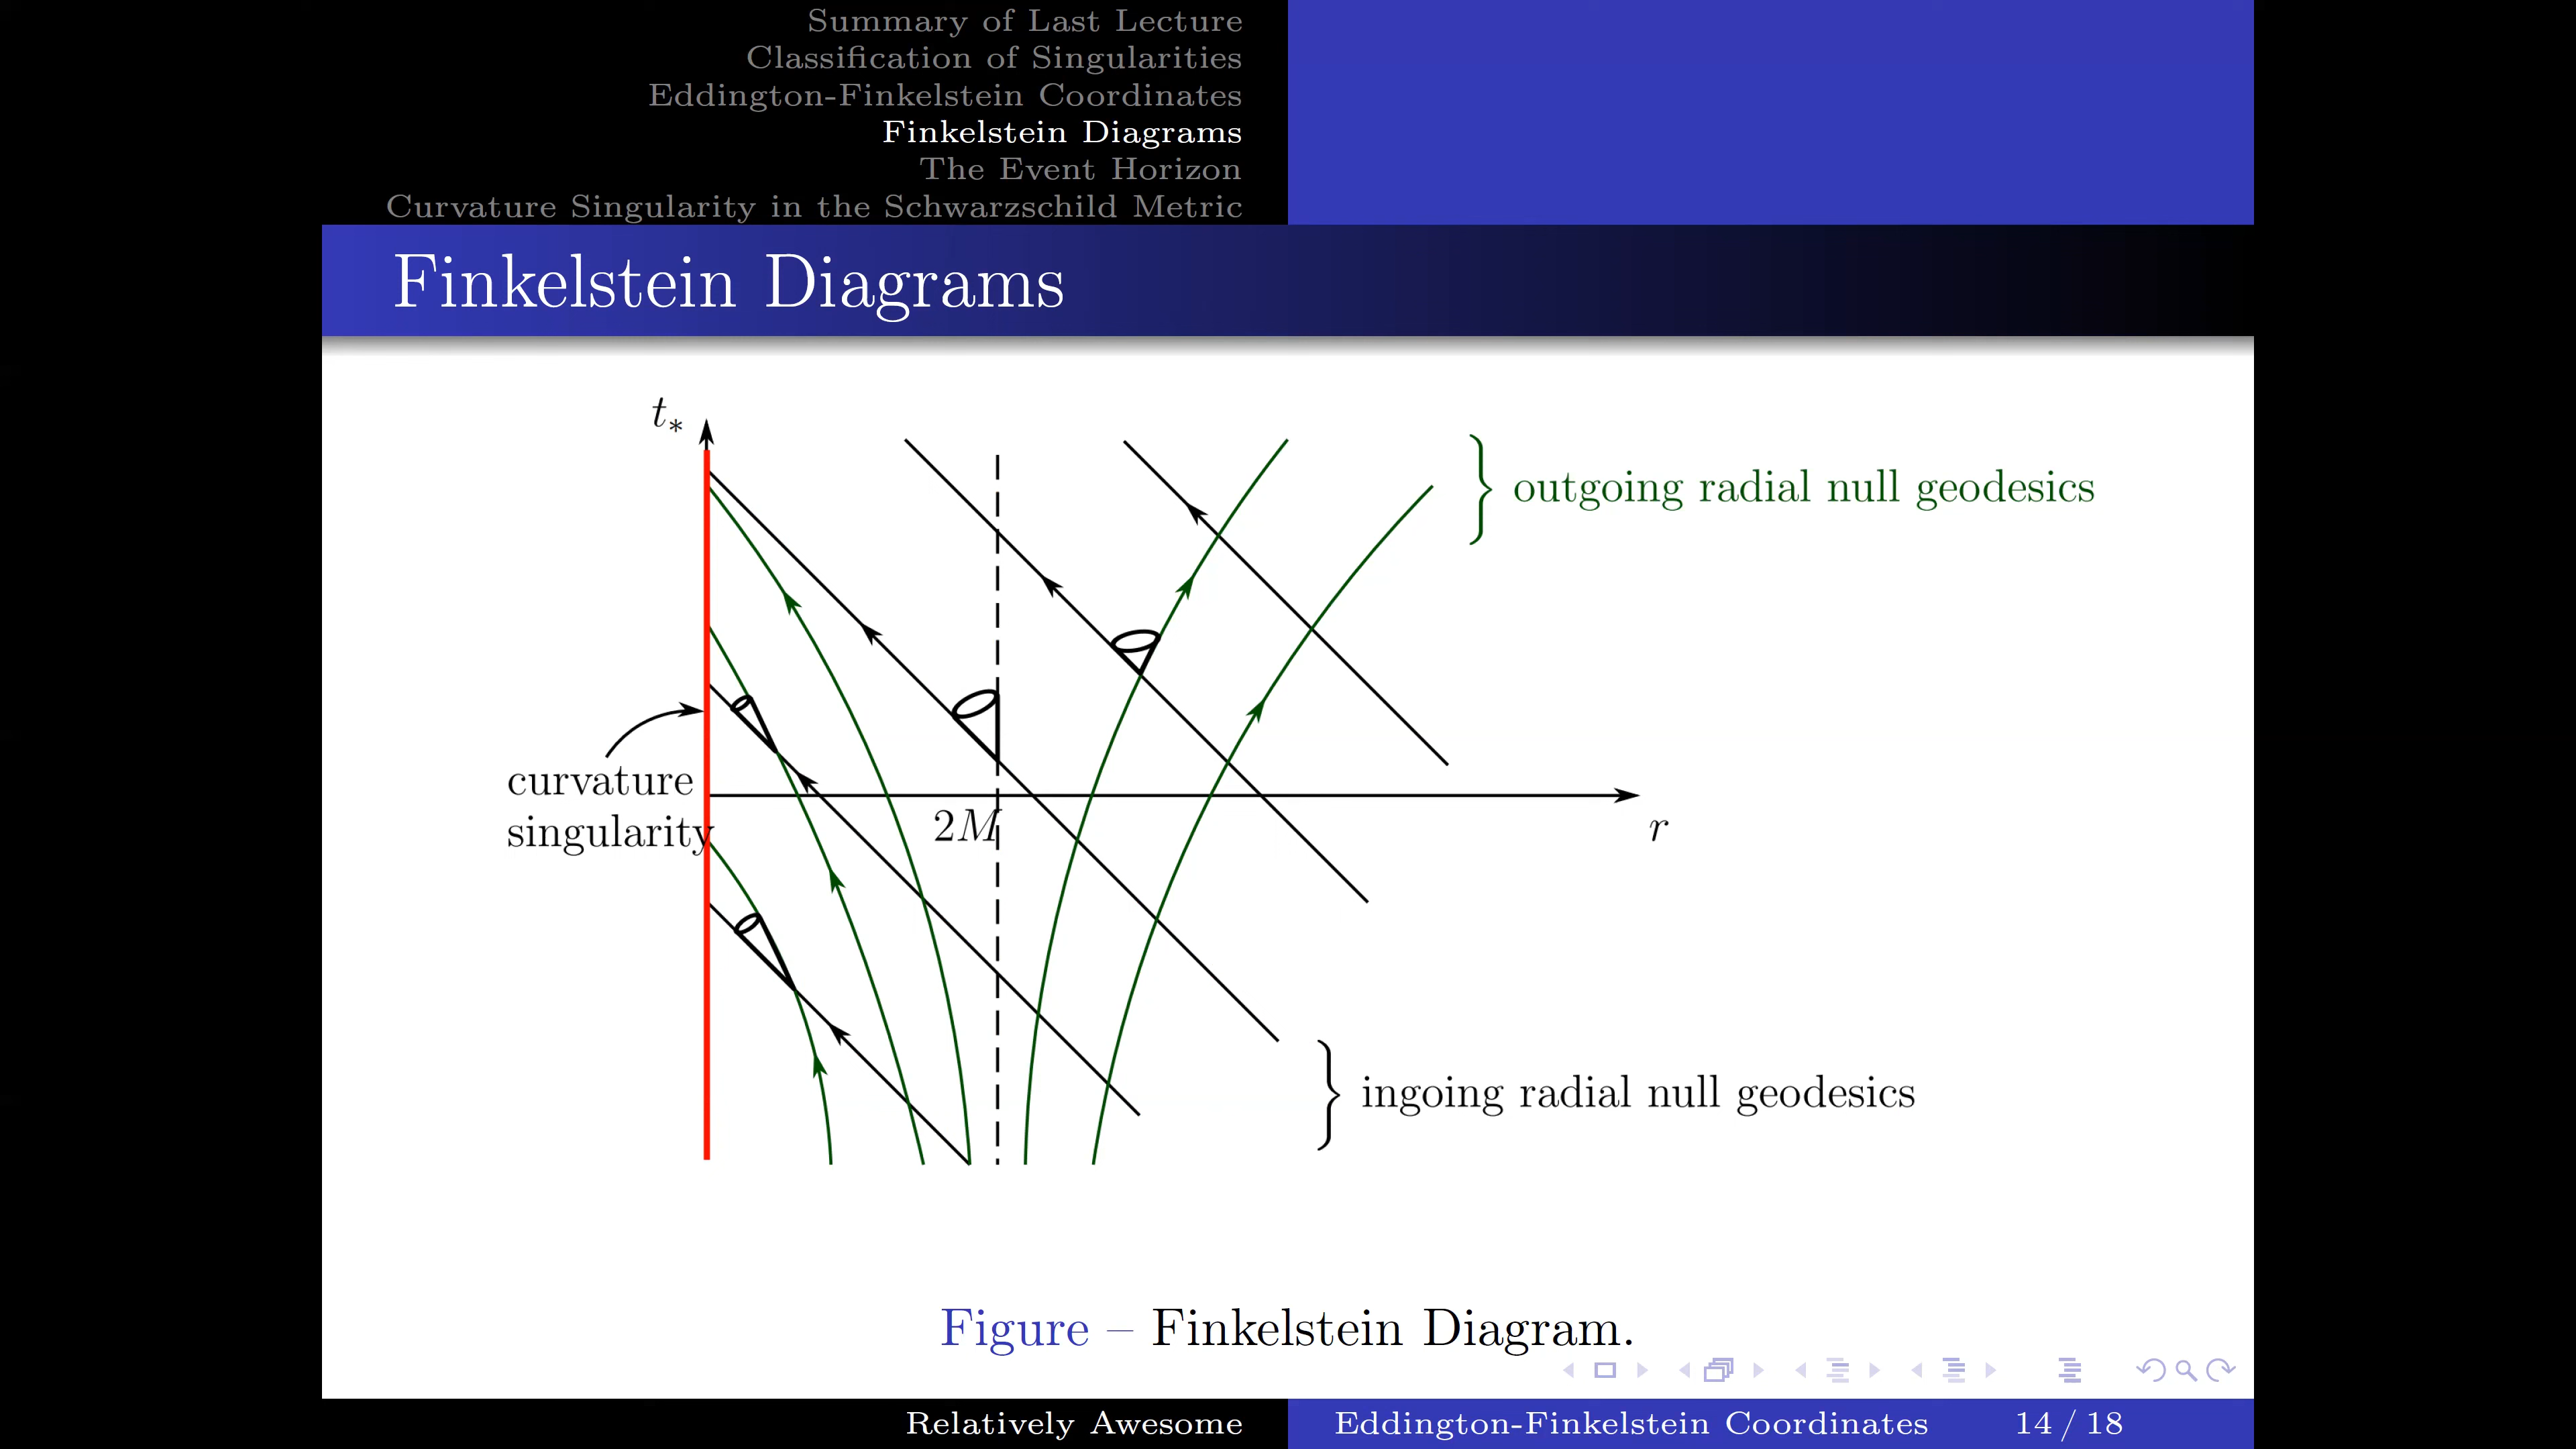 Summary of Last Lecture
Classification of Singularities
Eddington-Finkelstein Coordinates
Finkelstein Diagrams
The Event Horizon
Curvature Singularity in the Schwarzschild Metric
Finkelstein Diagrams
t*
outgoing radial null geodesics
curvature
singularity
2M
r
ingoing radial null geodesics
Figure – Finkelstein Diagram.
Relatively Awesome
Eddington-Finkelstein Coordinates
14 / 18